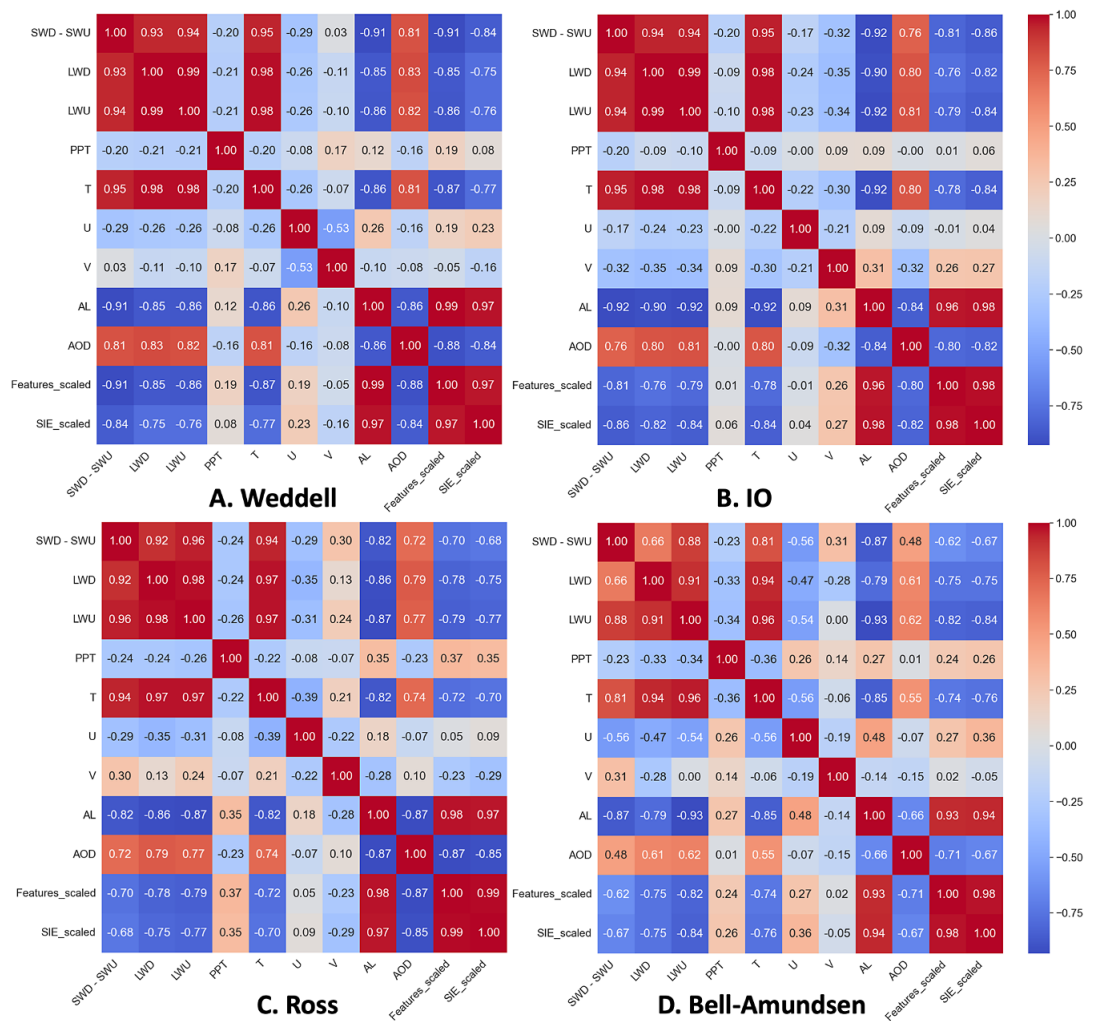 SWD - SWU 1.00 0.93 0.94 -0.20 0.95 -0.29 0.03 -0.91 0.81 -0.91 -0.84
LWD 0.93 1.00 0.99 -0.21 0.98 -0.26 -0.11 -0.85 0.83 -0.85 -0.75
LWU 0.94 0.99 1.00 -0.21 0.98 -0.26 -0.10 -0.86 0.82 -0.86 -0.76
PPT -0.20 -0.21 -0.21 1.00 -0.20 -0.08 0.17 0.12 -0.16 0.19 0.08
T 0.95 0.98 0.98 -0.20 1.00 -0.26 -0.07 -0.86 0.81 -0.87 -0.77
U -0.29 -0.26 -0.26 -0.08 -0.26 1.00 -0.53 0.26 -0.16 0.19 0.23
V 0.03 -0.11 -0.10 0.17 -0.07 -0.53 1.00 -0.10 -0.08 -0.05 -0.16
AL -0.91 -0.85 -0.86 0.12 -0.86 0.26 -0.10 1.00 -0.86 0.99 0.97
AOD 0.81 0.83 0.82 -0.16 0.81 -0.16 -0.08 -0.86 1.00 -0.88 -0.84
Features_scaled -0.91 -0.85 -0.86 0.19 -0.87 0.19 -0.05 0.99 -0.88 1.00 0.97
SIE_scaled -0.84 -0.75 -0.76 0.08 -0.77 0.23 -0.16 0.97 -0.84 0.97 1.00
SWD - SWU LWD LWU PPT T U V AL AOD Features_scaled SIE_scaled
A. Weddell
SWD - SWU 1.00 0.94 0.94 -0.20 0.95 -0.17 -0.32 -0.92 0.76 -0.81 -0.86
LWD 0.94 1.00 0.99 -0.09 0.98 -0.24 -0.35 -0.90 0.80 -0.76 -0.82
LWU 0.94 0.99 1.00 -0.10 0.98 -0.23 -0.34 -0.92 0.81 -0.79 -0.84
PPT -0.20 -0.09 -0.10 1.00 -0.09 -0.00 0.09 0.09 -0.00 0.01 0.06
T 0.95 0.98 0.98 -0.09 1.00 -0.22 -0.30 -0.92 0.80 -0.78 -0.84
U -0.17 -0.24 -0.23 -0.00 -0.22 1.00 -0.21 0.09 -0.09 -0.01 0.04
V -0.32 -0.35 -0.34 0.09 -0.30 -0.21 1.00 0.31 -0.32 0.26 0.27
AL -0.92 -0.90 -0.92 0.09 -0.92 0.09 0.31 1.00 -0.84 0.96 0.98
AOD 0.76 0.80 0.81 -0.00 0.80 -0.09 -0.32 -0.84 1.00 -0.80 -0.82
Features_scaled -0.81 -0.76 -0.79 0.01 -0.78 -0.01 0.26 0.96 -0.80 1.00 0.98
SIE_scaled -0.86 -0.82 -0.84 0.06 -0.84 0.04 0.27 0.98 -0.82 0.98 1.00
SWD - SWU LWD LWU PPT T U V AL AOD Features_scaled SIE_scaled
B. IO
1.00
0.75
0.50
0.25
0.00
-0.25
-0.50
-0.75
SWD - SWU 1.00 0.92 0.96 -0.24 0.94 -0.29 0.30 -0.82 0.72 -0.70 -0.68
LWD 0.92 1.00 0.98 -0.24 0.97 -0.35 0.13 -0.86 0.79 -0.78 -0.75
LWU 0.96 0.98 1.00 -0.26 0.97 -0.31 0.24 -0.87 0.77 -0.79 -0.77
PPT -0.24 -0.24 -0.26 1.00 -0.22 -0.08 -0.07 0.35 -0.23 0.37 0.35
T 0.94 0.97 0.97 -0.22 1.00 -0.39 0.21 -0.82 0.74 -0.72 -0.70
U -0.29 -0.35 -0.31 -0.08 -0.39 1.00 -0.22 0.18 -0.07 0.05 0.09
V 0.30 0.13 0.24 -0.07 0.21 -0.22 1.00 -0.28 0.10 -0.23 -0.29
AL -0.82 -0.86 -0.87 0.35 -0.82 0.18 -0.28 1.00 -0.87 0.98 0.97
AOD 0.72 0.79 0.77 -0.23 0.74 -0.07 0.10 -0.87 1.00 -0.87 -0.85
Features_scaled -0.70 -0.78 -0.79 0.37 -0.72 0.05 -0.23 0.98 -0.87 1.00 0.99
SIE_scaled -0.68 -0.75 -0.77 0.35 -0.70 0.09 -0.29 0.97 -0.85 0.99 1.00
SWD - SWU LWD LWU PPT T U V AL AOD Features_scaled SIE_scaled
C. Ross
SWD - SWU 1.00 0.66 0.88 -0.23 0.81 -0.56 0.31 -0.87 0.48 -0.62 -0.67
LWD 0.66 1.00 0.91 -0.33 0.94 -0.47 -0.28 -0.79 0.61 -0.75 -0.75
LWU 0.88 0.91 1.00 -0.34 0.96 -0.54 0.00 -0.93 0.62 -0.82 -0.84
PPT -0.23 -0.33 -0.34 1.00 -0.36 0.26 0.14 0.27 0.01 0.24 0.26
T 0.81 0.94 0.96 -0.36 1.00 -0.56 -0.06 -0.85 0.55 -0.74 -0.76
U -0.56 -0.47 -0.54 0.26 -0.56 1.00 -0.19 0.48 -0.07 0.27 0.36
V 0.31 -0.28 0.00 0.14 -0.06 -0.19 1.00 -0.14 -0.15 0.02 -0.05
AL -0.87 -0.79 -0.93 0.27 -0.85 0.48 -0.14 1.00 -0.66 0.93 0.94
AOD 0.48 0.61 0.62 0.01 0.55 -0.07 -0.15 -0.66 1.00 -0.71 -0.67
Features_scaled -0.62 -0.75 -0.82 0.24 -0.74 0.27 0.02 0.93 -0.71 1.00 0.98
SIE_scaled -0.67 -0.75 -0.84 0.26 -0.76 0.36 -0.05 0.94 -0.67 0.98 1.00
SWD - SWU LWD LWU PPT T U V AL AOD Features_scaled SIE_scaled
D. Bell-Amundsen
1.00
0.75
0.50
0.25
0.00
-0.25
-0.50
-0.75